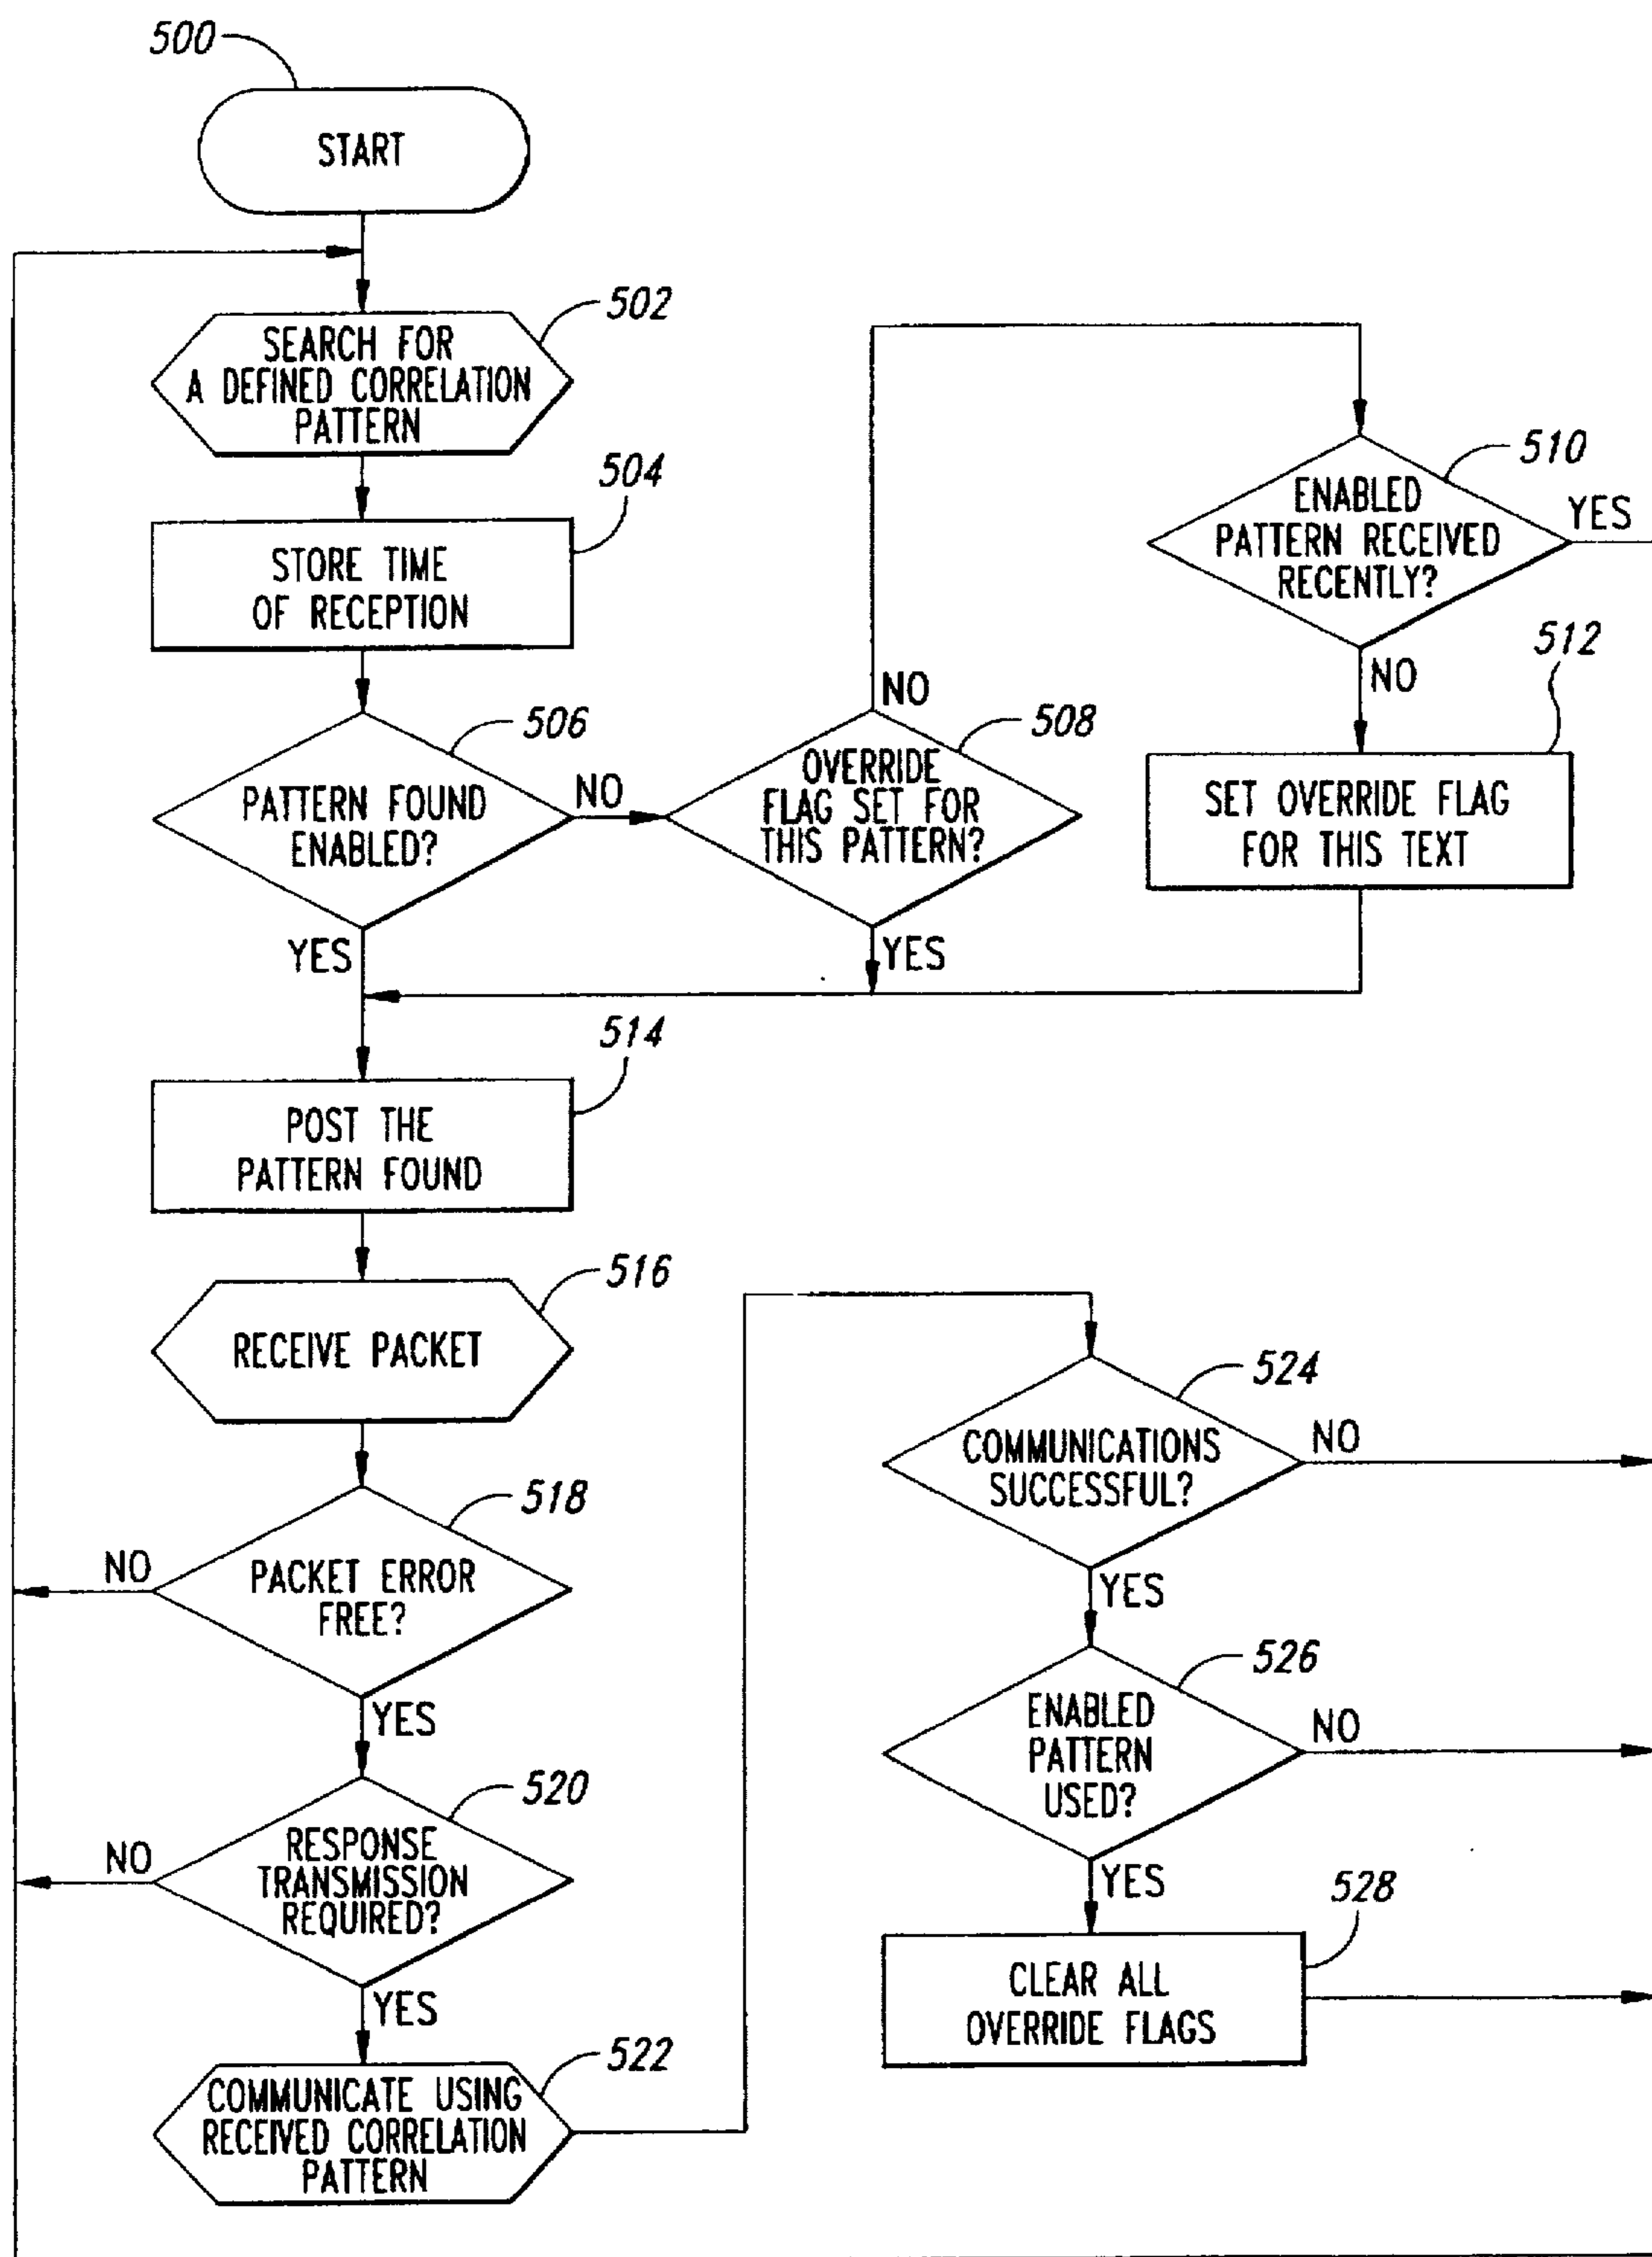 500
START
502
SEARCH FOR
A DEFINED CORRELATION
PATTERN
504
STORE TIME
OF RECEPTION
506
PATTERN FOUND
ENABLED?
NO
YES
508
OVERRIDE
FLAG SET FOR
THIS PATTERN?
NO
YES
510
ENABLED
PATTERN RECEIVED
RECENTLY?
YES
NO
512
SET OVERRIDE FLAG
FOR THIS TEXT
514
POST THE
PATTERN FOUND
516
RECEIVE PACKET
518
PACKET ERROR
FREE?
NO
YES
520
RESPONSE
TRANSMISSION
REQUIRED?
NO
YES
522
COMMUNICATE USING
RECEIVED CORRELATION
PATTERN
524
COMMUNICATIONS
SUCCESSFUL?
NO
YES
526
ENABLED
PATTERN
USED?
NO
YES
528
CLEAR ALL
OVERRIDE FLAGS